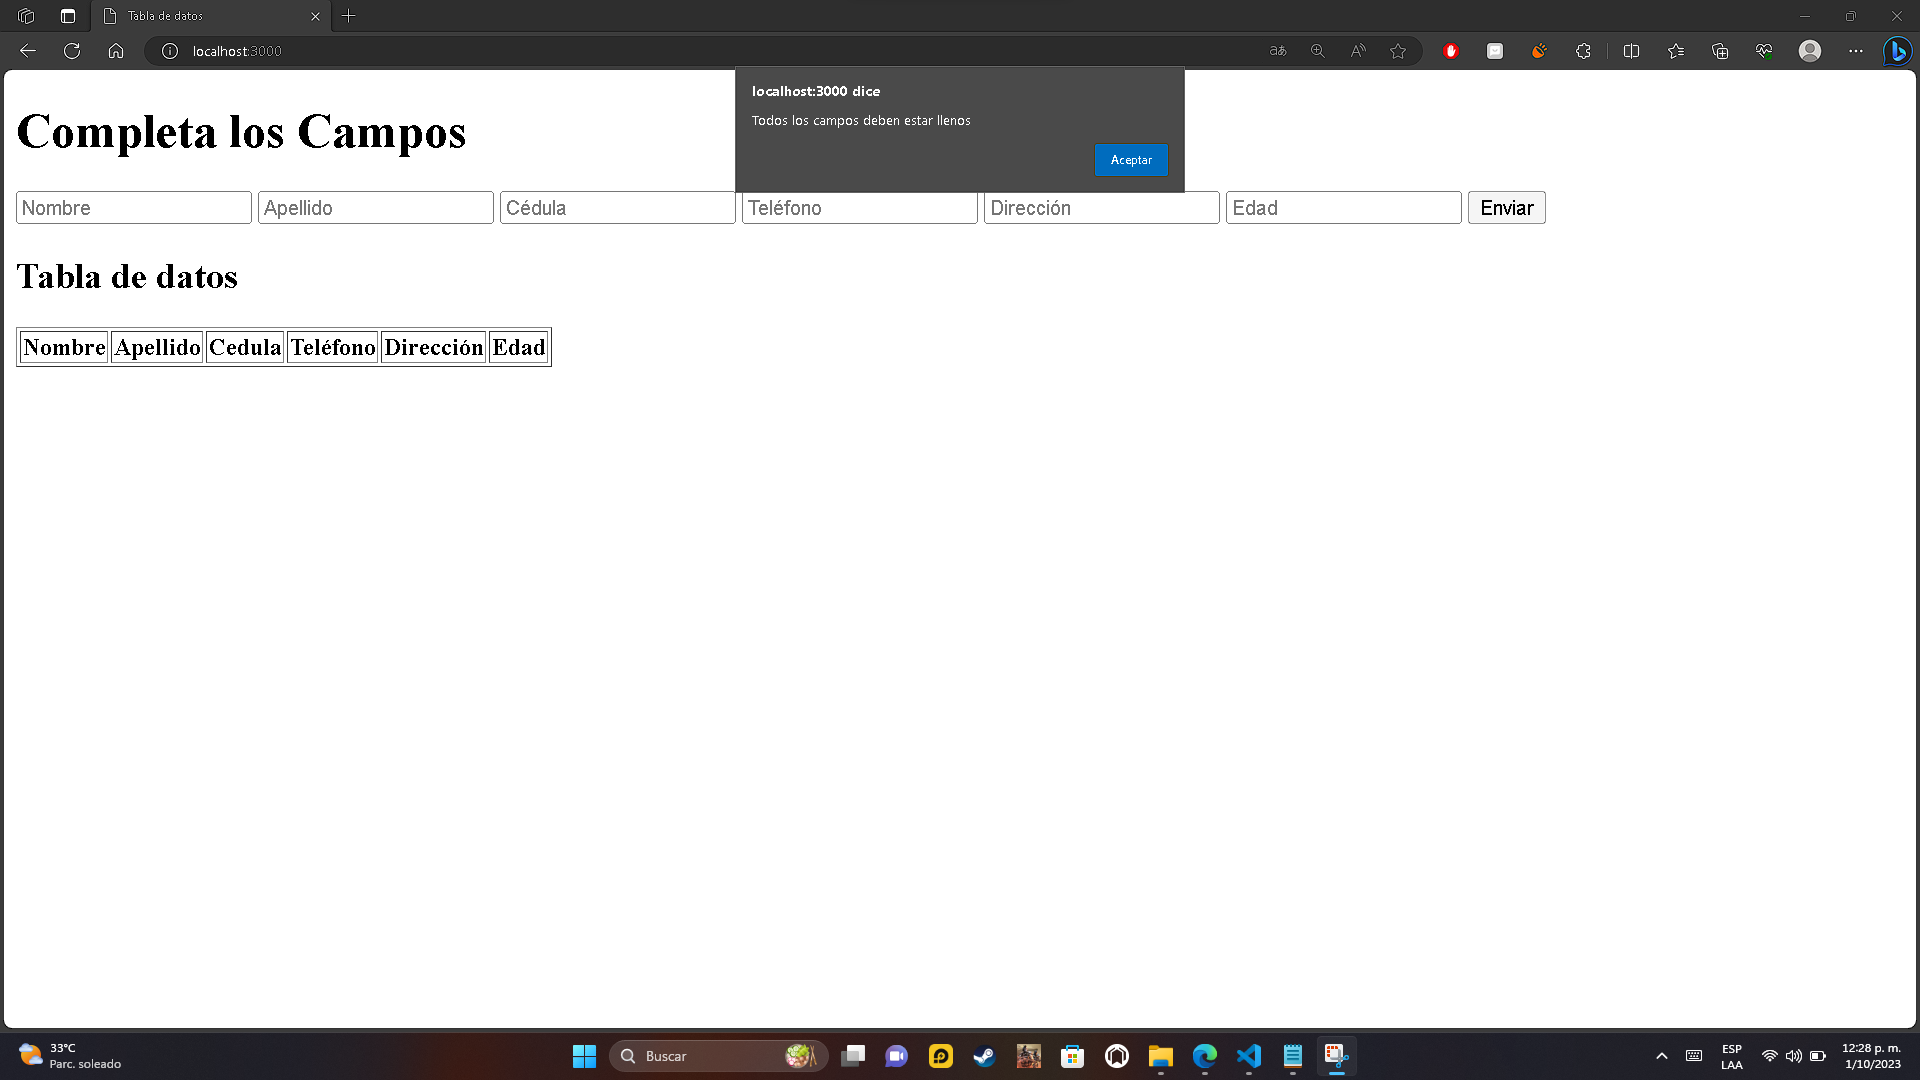 Tabla de datos
localhost:3000
localhost:3000 dice
Todos los campos deben estar llenos
Aceptar
Completa los Campos
Nombre Apellido Cédula Teléfono Dirección Edad Enviar
Tabla de datos
Nombre Apellido Cedula Teléfono Dirección Edad
33°C
Parc. soleado
Buscar
ESP
LAA
12:28 p. m.
1/10/2023